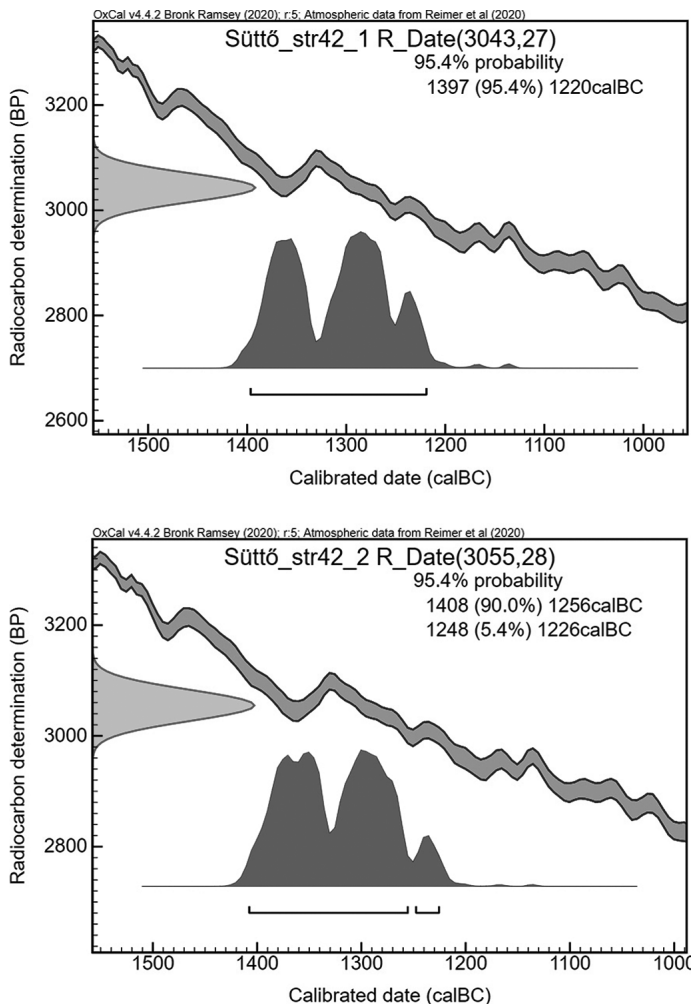 OxCal v4.4.2 Bronk Ramsey (2020); r:5; Atmospheric data from Reimer et al (2020)
Süttő_str42_1 R_Date(3043,27)
95.4% probability
1397 (95.4%) 1220calBC
Radiocarbon determination (BP)
3200
3000
2800
2600
1500 1400 1300 1200 1100 1000
Calibrated date (calBC)
OxCal v4.4.2 Bronk Ramsey (2020); r:5; Atmospheric data from Reimer et al (2020)
Süttő_str42_2 R_Date(3055,28)
95.4% probability
1408 (90.0%) 1256calBC
1248 (5.4%) 1226calBC
Radiocarbon determination (BP)
3200
3000
2800
1500 1400 1300 1200 1100 1000
Calibrated date (calBC)